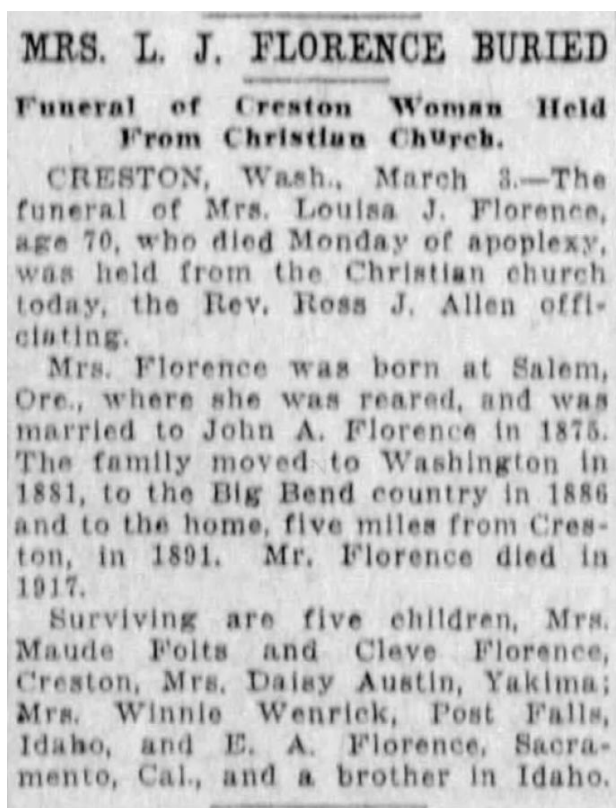 MRS. L. J. FLORENCE BURIED
Funeral of Creston Woman Held
From Christian Church.
CRESTON, Wash., March 3.—The
funeral of Mrs. Louisa J. Florence,
age 70, who died Monday of apoplexy,
was held from the Christian church
today, the Rev. Ross J. Allen offi-
ciating.
Mrs. Florence was born at Salem,
Ore., where she was reared, and was
married to John A. Florence in 1875.
The family moved to Washington in
1881, to the Big Bend country in 1886
and to the home, five miles from Cres-
ton, in 1891. Mr. Florence died in
1917.
Surviving are five children, Mrs.
Maude Folts and Cleve Florence,
Creston, Mrs. Daisy Austin, Yakima;
Mrs. Winnie Wenrick, Post Falls,
Idaho, and E. A. Florence, Sacra-
mento, Cal., and a brother in Idaho.